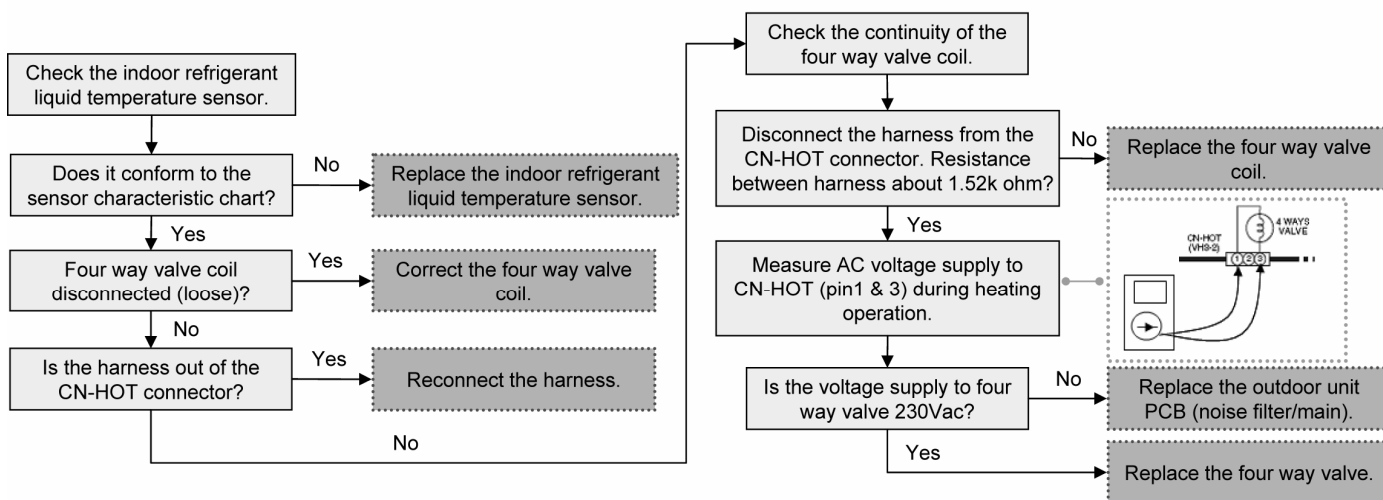 Check the indoor refrigerant
liquid temperature sensor.
Does it conform to the
sensor characteristic chart?
No
Replace the indoor refrigerant
liquid temperature sensor.
Yes
Four way valve coil
disconnected (loose)?
Yes
Correct the four way valve
coil.
No
Is the harness out of the
CN-HOT connector?
Yes
Reconnect the harness.
No
Check the continuity of the
four way valve coil.
Disconnect the harness from the
CN-HOT connector. Resistance
between harness about 1.52k ohm?
No
Replace the four way valve
coil.
Yes
Measure AC voltage supply to
CN-HOT (pin1 & 3) during heating
operation.
4 WAYS
VALVE
CN-HOT
(VH3-2)
1 2 3
Is the voltage supply to four
way valve 230Vac?
No
Replace the outdoor unit
PCB (noise filter/main).
Yes
Replace the four way valve.